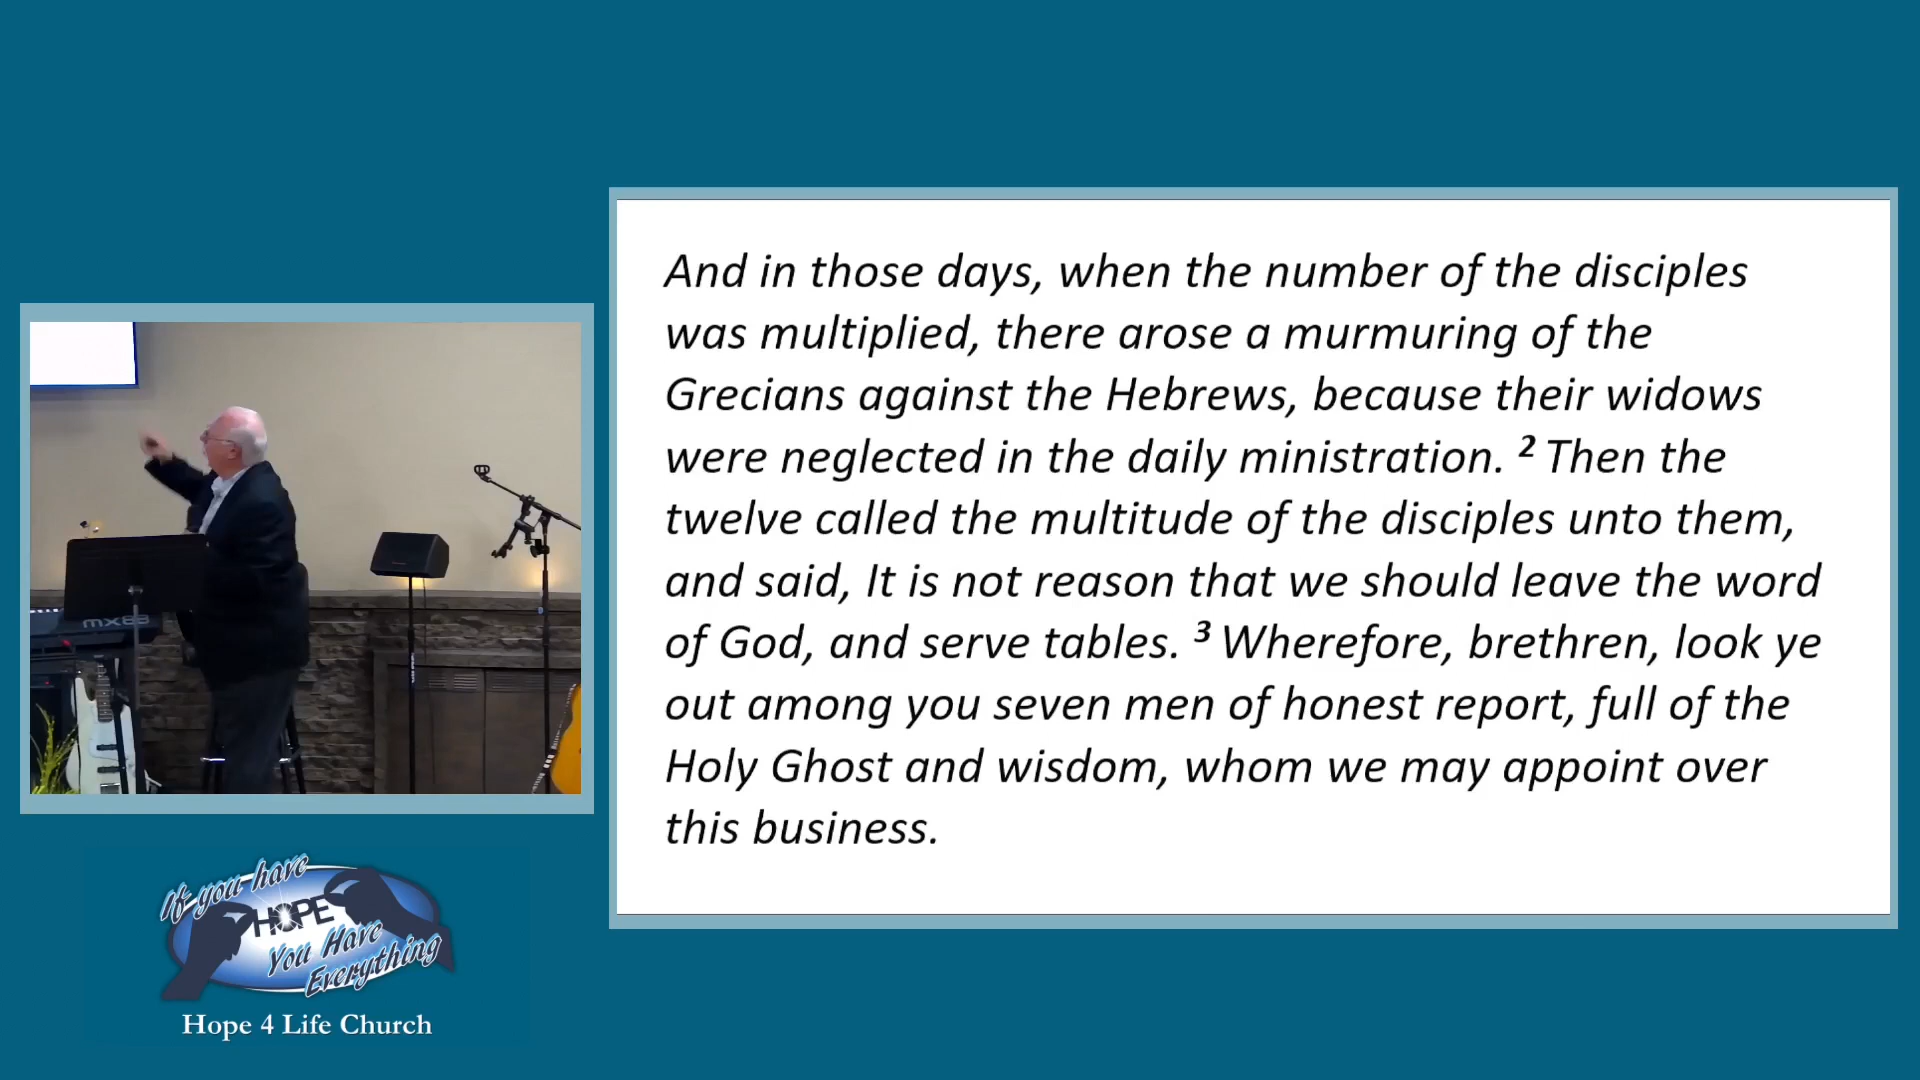 And in those days, when the number of the disciples
was multiplied, there arose a murmuring of the
Grecians against the Hebrews, because their widows
were neglected in the daily ministration. 2 Then the
twelve called the multitude of the disciples unto them,
and said, It is not reason that we should leave the word
of God, and serve tables. 3 Wherefore, brethren, look ye
out among you seven men of honest report, full of the
Holy Ghost and wisdom, whom we may appoint over
this business.
MX63
If you have
HOPE
You Have
Everything
Hope 4 Life Church